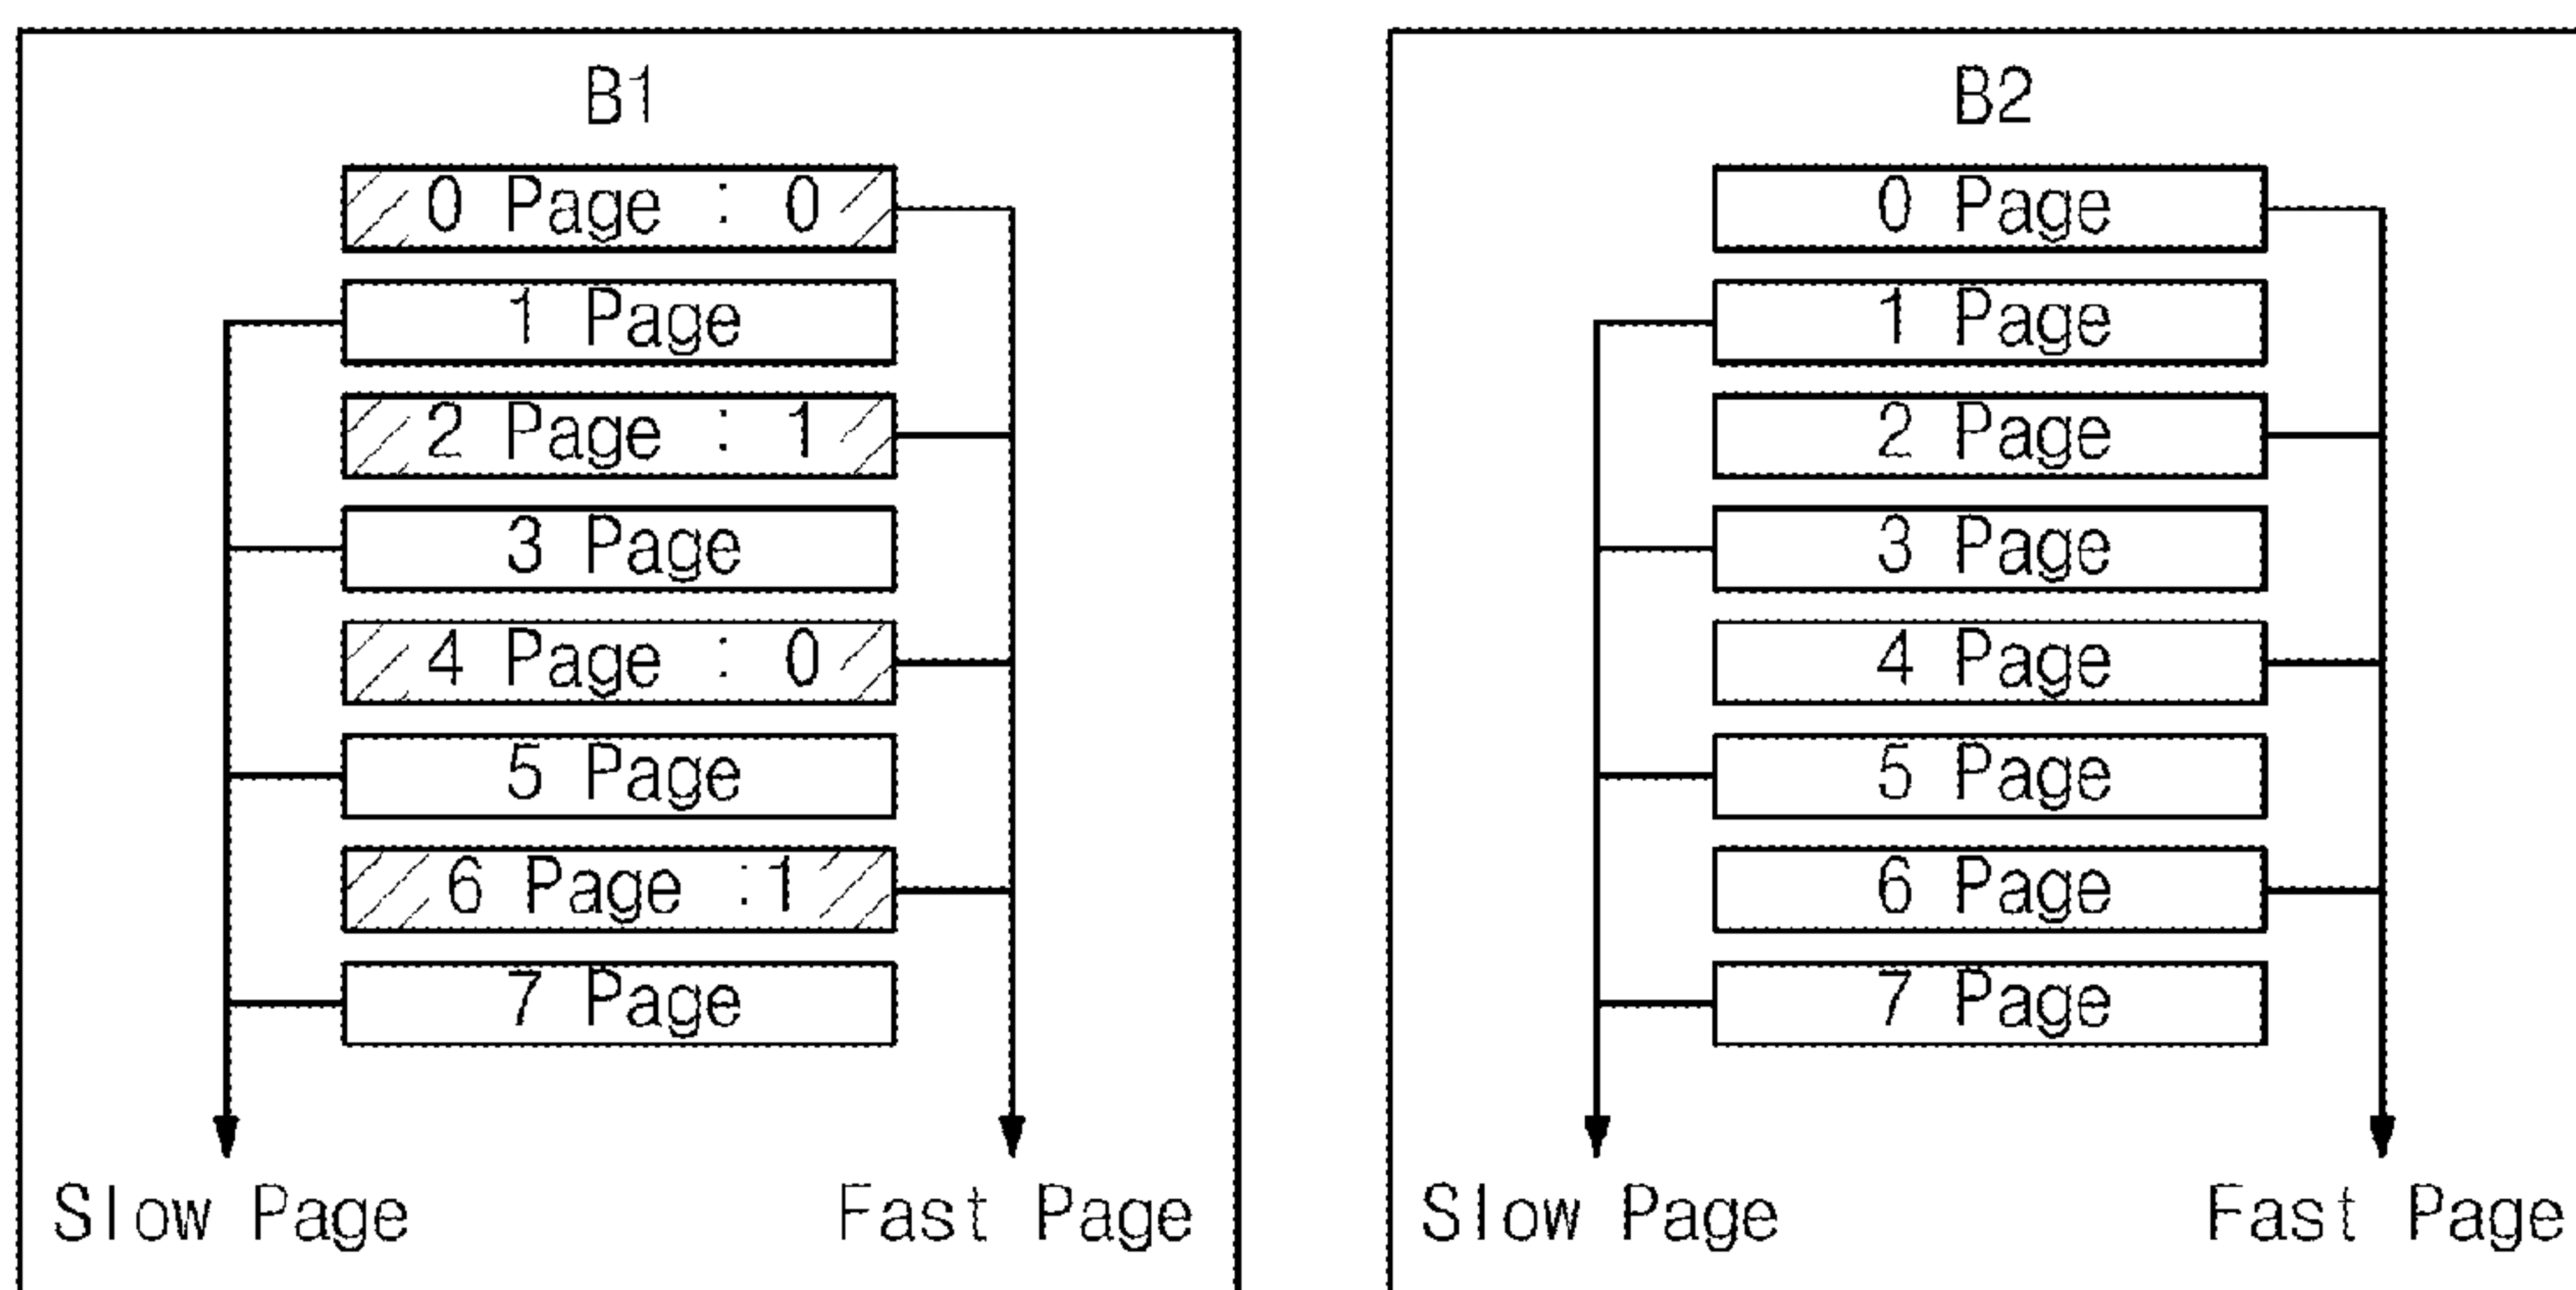 B1
0 Page : 0
1 Page
2 Page : 1
3 Page
4 Page : 0
5 Page
6 Page :1
7 Page
Slow Page
Fast Page
B2
0 Page
1 Page
2 Page
3 Page
4 Page
5 Page
6 Page
7 Page
Slow Page
Fast Page